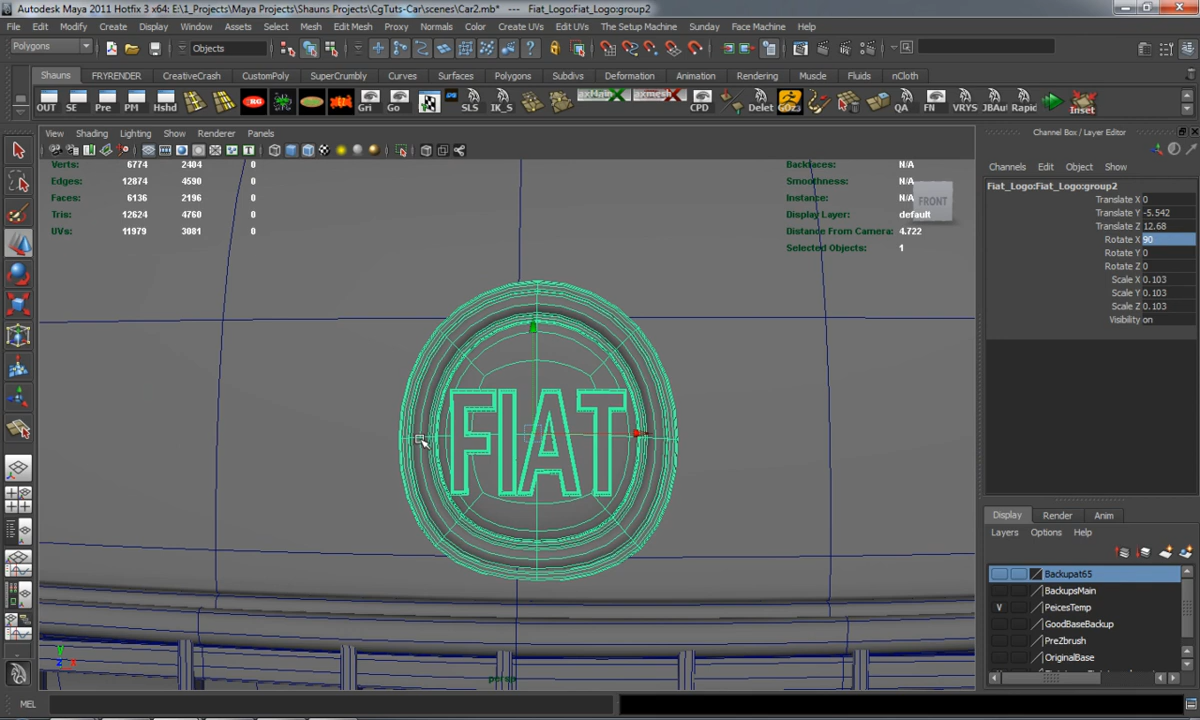 Autodesk Maya 2011 Hotfix 3 x64: E:\1_Projects\Maya Projects\Shauns Projects\CgTuts-Car\scenes\Car2.mb* --- Fiat_Logo:Fiat_Logo:group2
File Edit Modify Create Display Window Assets Select Mesh Edit Mesh Proxy Normals Color Create UVs Edit UVs The Setup Machine Sunday Face Machine Help
Polygons Objects
Shauns FRYRENDER CreativeCrash CustomPoly SuperCrumbly Curves Surfaces Polygons Subdivs Deformation Animation Rendering Muscle Fluids nCloth
OUT SE Pre PM Hshd Gri Go SLS IK_S CPD Delet GOz QA FN VRYS JBAu Rapic Inset
View Shading Lighting Show Renderer Panels
Channel Box / Layer Editor
Channels Edit Object Show
Verts: 6774 2404 0
Edges: 12874 4590 0
Faces: 6136 2196 0
Tris: 12624 4760 0
UVs: 11979 3081 0
Backfaces: N/A
Smoothness: N/A
Instance: N/A
Display Layer: default
Distance From Camera: 4.722
Selected Objects: 1
FRONT
Fiat_Logo:Fiat_Logo:group2
Translate X 0
Translate Y -5.542
Translate Z 12.68
Rotate X 90
Rotate Y 0
Rotate Z 0
Scale X 0.103
Scale Y 0.103
Scale Z 0.103
Visibility on
FIAT
Display Render Anim
Layers Options Help
Backupat65
BackupsMain
V PeicesTemp
GoodBaseBackup
PreZbrush
OriginalBase
y
z x
persp
MEL